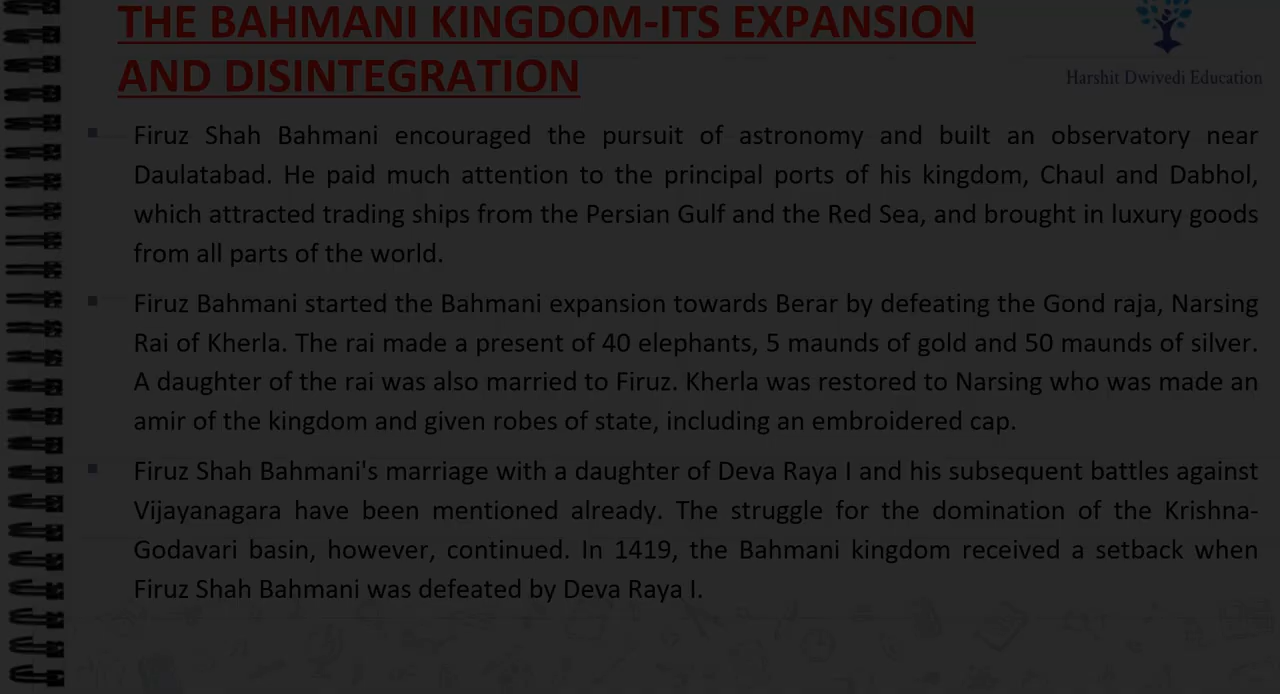 THE BAHMANI KINGDOM-ITS EXPANSION
AND DISINTEGRATION
Harshit Dwivedi Education
▪ Firuz Shah Bahmani encouraged the pursuit of astronomy and built an observatory near
Daulatabad. He paid much attention to the principal ports of his kingdom, Chaul and Dabhol,
which attracted trading ships from the Persian Gulf and the Red Sea, and brought in luxury goods
from all parts of the world.
▪ Firuz Bahmani started the Bahmani expansion towards Berar by defeating the Gond raja, Narsing
Rai of Kherla. The rai made a present of 40 elephants, 5 maunds of gold and 50 maunds of silver.
A daughter of the rai was also married to Firuz. Kherla was restored to Narsing who was made an
amir of the kingdom and given robes of state, including an embroidered cap.
▪ Firuz Shah Bahmani's marriage with a daughter of Deva Raya I and his subsequent battles against
Vijayanagara have been mentioned already. The struggle for the domination of the Krishna-
Godavari basin, however, continued. In 1419, the Bahmani kingdom received a setback when
Firuz Shah Bahmani was defeated by Deva Raya I.